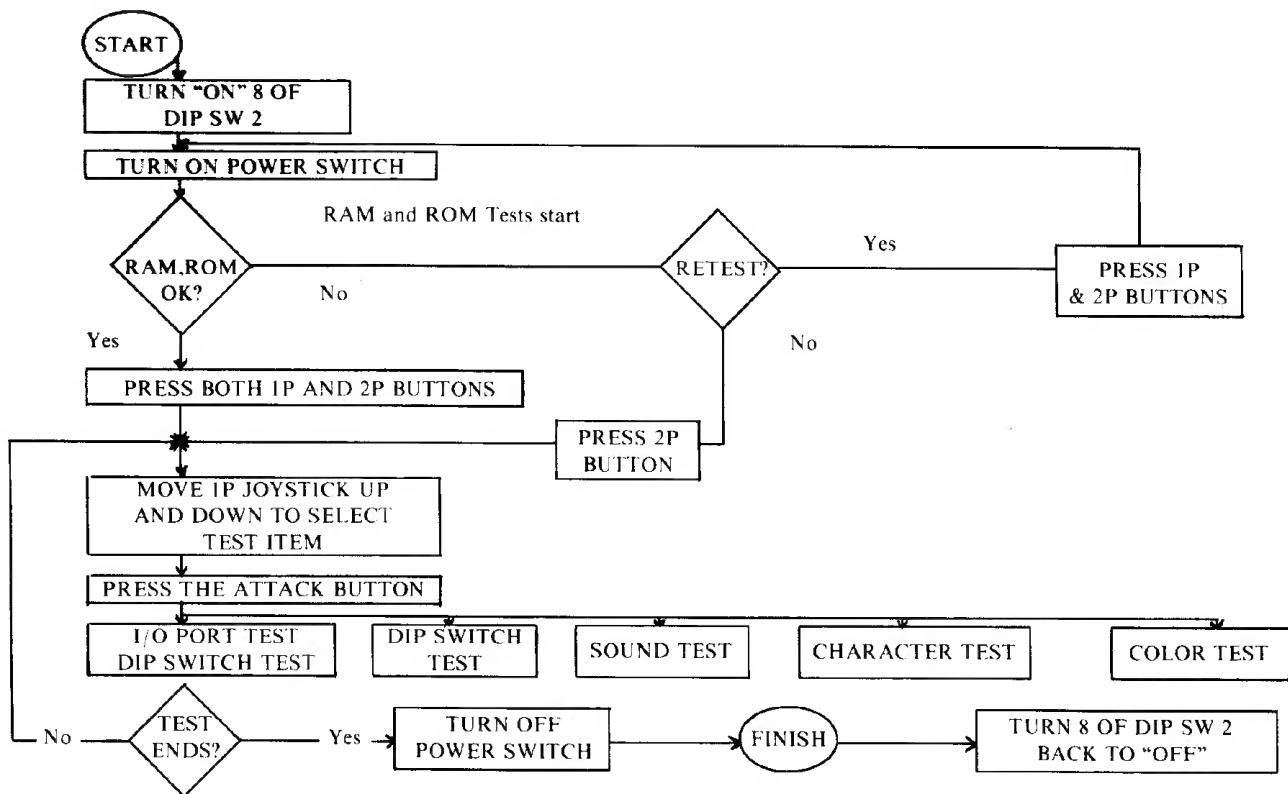 START
TURN “ON” 8 OF
DIP SW 2
TURN ON POWER SWITCH
RAM and ROM Tests start
RAM,ROM
OK?
No
RETEST?
Yes
PRESS 1P
& 2P BUTTONS
Yes
No
PRESS BOTH 1P AND 2P BUTTONS
PRESS 2P
BUTTON
MOVE 1P JOYSTICK UP
AND DOWN TO SELECT
TEST ITEM
PRESS THE ATTACK BUTTON
I/O PORT TEST
DIP SWITCH TEST
DIP SWITCH
TEST
SOUND TEST
CHARACTER TEST
COLOR TEST
No
TEST
ENDS?
Yes
TURN OFF
POWER SWITCH
FINISH
TURN 8 OF DIP SW 2
BACK TO “OFF”